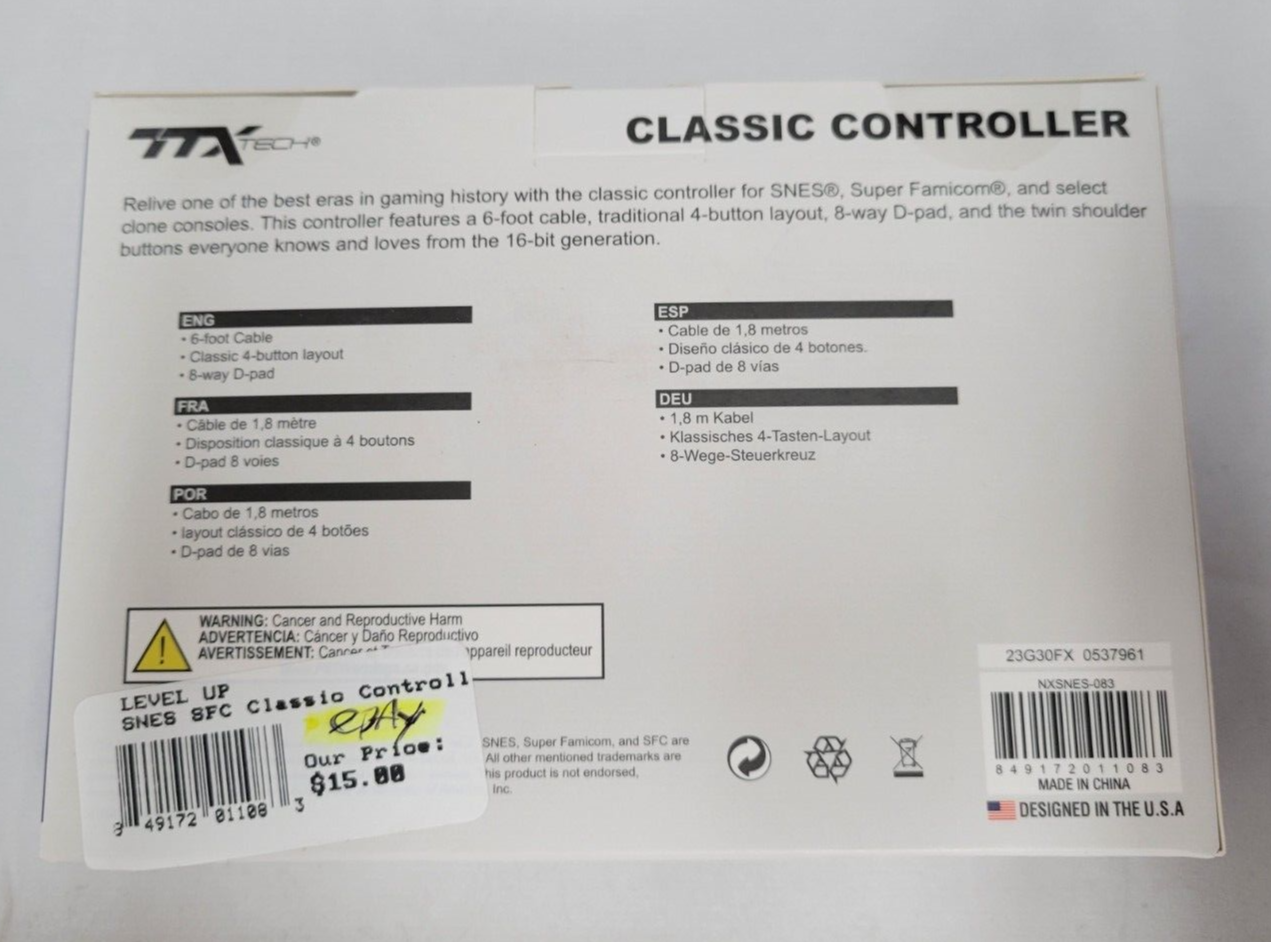 TTX TECH®
CLASSIC CONTROLLER
Relive one of the best eras in gaming history with the classic controller for SNES®, Super Famicom®, and select
clone consoles. This controller features a 6-foot cable, traditional 4-button layout, 8-way D-pad, and the twin shoulder
buttons everyone knows and loves from the 16-bit generation.
ENG
• 6-foot Cable
• Classic 4-button layout
• 8-way D-pad
FRA
• Câble de 1,8 mètre
• Disposition classique à 4 boutons
• D-pad 8 voies
POR
• Cabo de 1,8 metros
• layout clássico de 4 botões
• D-pad de 8 vias
ESP
• Cable de 1,8 metros
• Diseño clásico de 4 botones.
• D-pad de 8 vías
DEU
• 1,8 m Kabel
• Klassisches 4-Tasten-Layout
• 8-Wege-Steuerkreuz
WARNING: Cancer and Reproductive Harm
ADVERTENCIA: Cáncer y Daño Reproductivo
AVERTISSEMENT: Cancer et appareil reproducteur
LEVEL UP
SNES SFC Classic Controll
Our Price:
$15.00
49172 01108 3
SNES, Super Famicom, and SFC are
All other mentioned trademarks are
his product is not endorsed,
Inc.
23G30FX 0537961
NXSNES-083
849172011083
MADE IN CHINA
DESIGNED IN THE U.S.A